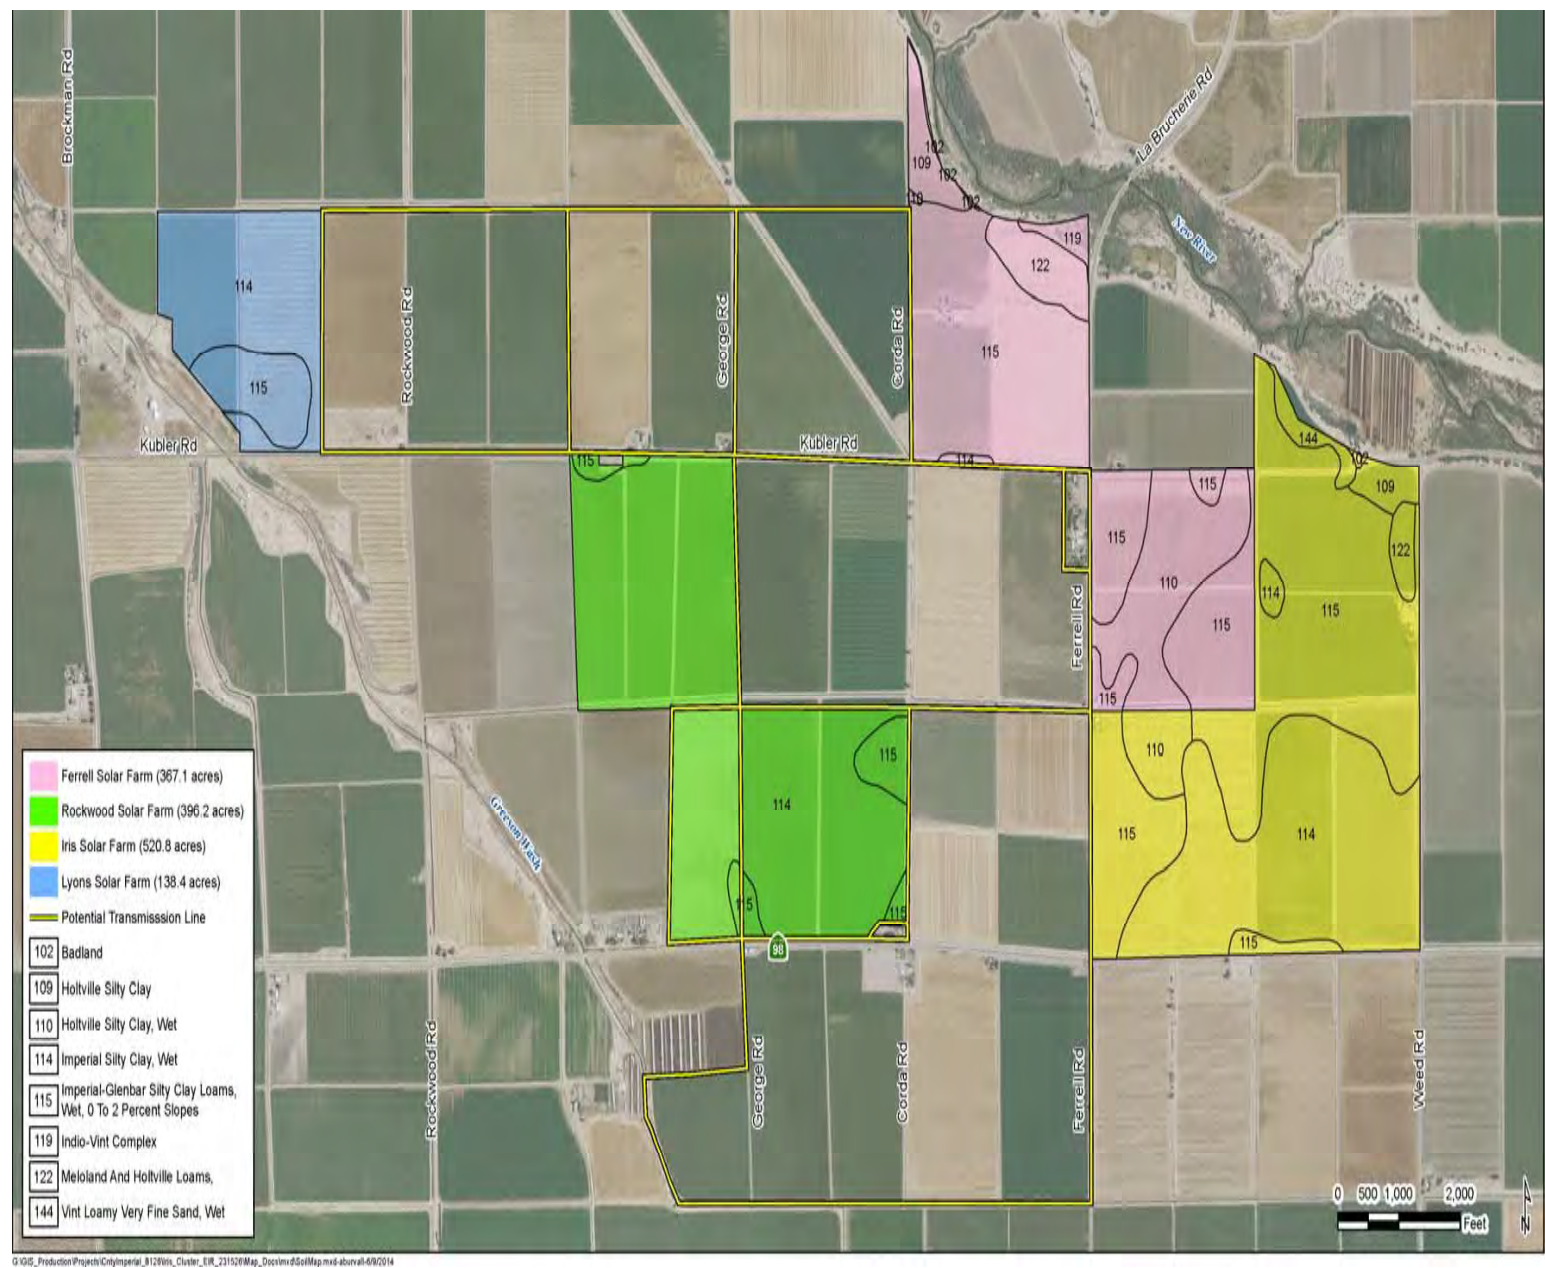 Brockman Rd
La Brucherie Rd
New River
102
109
102
10
102
119
122
114
115
115
Rockwood Rd
George Rd
Corda Rd
Kubler Rd
Kubler Rd
115
114
144
102
109
115
115
122
110
114
115
115
Ferrell Rd
115
110
115
114
115
114
115
115
115
98
Greeson Wash
Rockwood Rd
George Rd
Corda Rd
Ferrell Rd
Weed Rd
Ferrell Solar Farm (367.1 acres)
Rockwood Solar Farm (396.2 acres)
Iris Solar Farm (520.8 acres)
Lyons Solar Farm (138.4 acres)
Potential Transmisssion Line
102 Badland
109 Holtville Silty Clay
110 Holtville Silty Clay, Wet
114 Imperial Silty Clay, Wet
115 Imperial-Glenbar Silty Clay Loams,
Wet, 0 To 2 Percent Slopes
119 Indio-Vint Complex
122 Meloland And Holtville Loams,
144 Vint Loamy Very Fine Sand, Wet
0 500 1,000 2,000
Feet
N